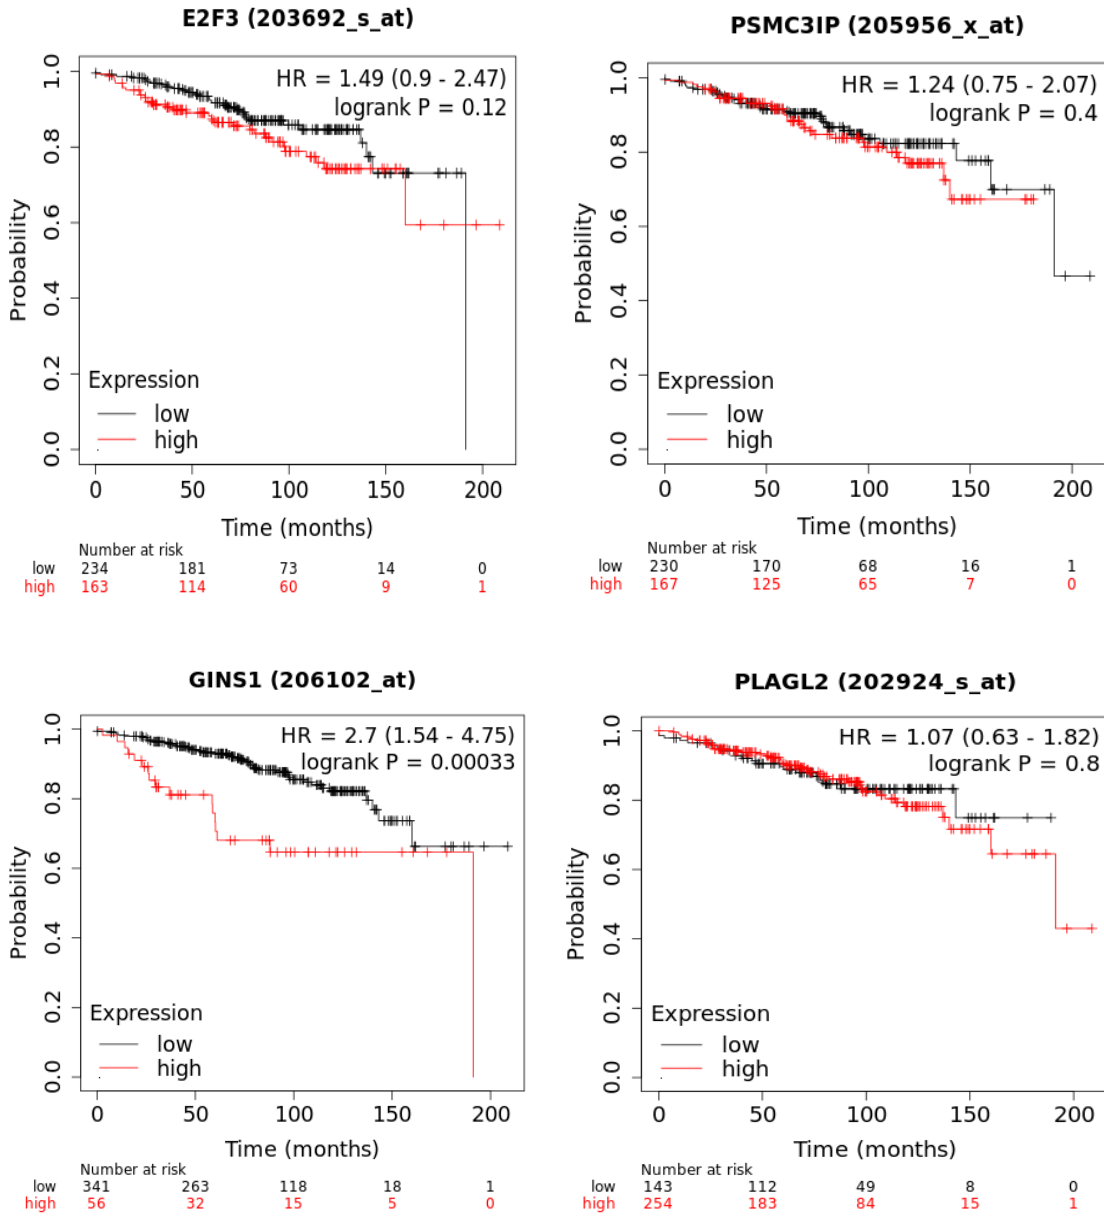 E2F3 (203692_s_at)
HR = 1.49 (0.9 - 2.47)
logrank P = 0.12
Probability
1.0
0.8
0.6
0.4
0.2
0.0
Expression
low
high
0 50 100 150 200
Time (months)
Number at risk
low 234 181 73 14 0
high 163 114 60 9 1
PSMC3IP (205956_x_at)
HR = 1.24 (0.75 - 2.07)
logrank P = 0.4
Probability
1.0
0.8
0.6
0.4
0.2
0.0
Expression
low
high
0 50 100 150 200
Time (months)
Number at risk
low 230 170 68 16 1
high 167 125 65 7 0
GINS1 (206102_at)
HR = 2.7 (1.54 - 4.75)
logrank P = 0.00033
Probability
1.0
0.8
0.6
0.4
0.2
0.0
Expression
low
high
0 50 100 150 200
Time (months)
Number at risk
low 341 263 118 18 1
high 56 32 15 5 0
PLAGL2 (202924_s_at)
HR = 1.07 (0.63 - 1.82)
logrank P = 0.8
Probability
1.0
0.8
0.6
0.4
0.2
0.0
Expression
low
high
0 50 100 150 200
Time (months)
Number at risk
low 143 112 49 8 0
high 254 183 84 15 1